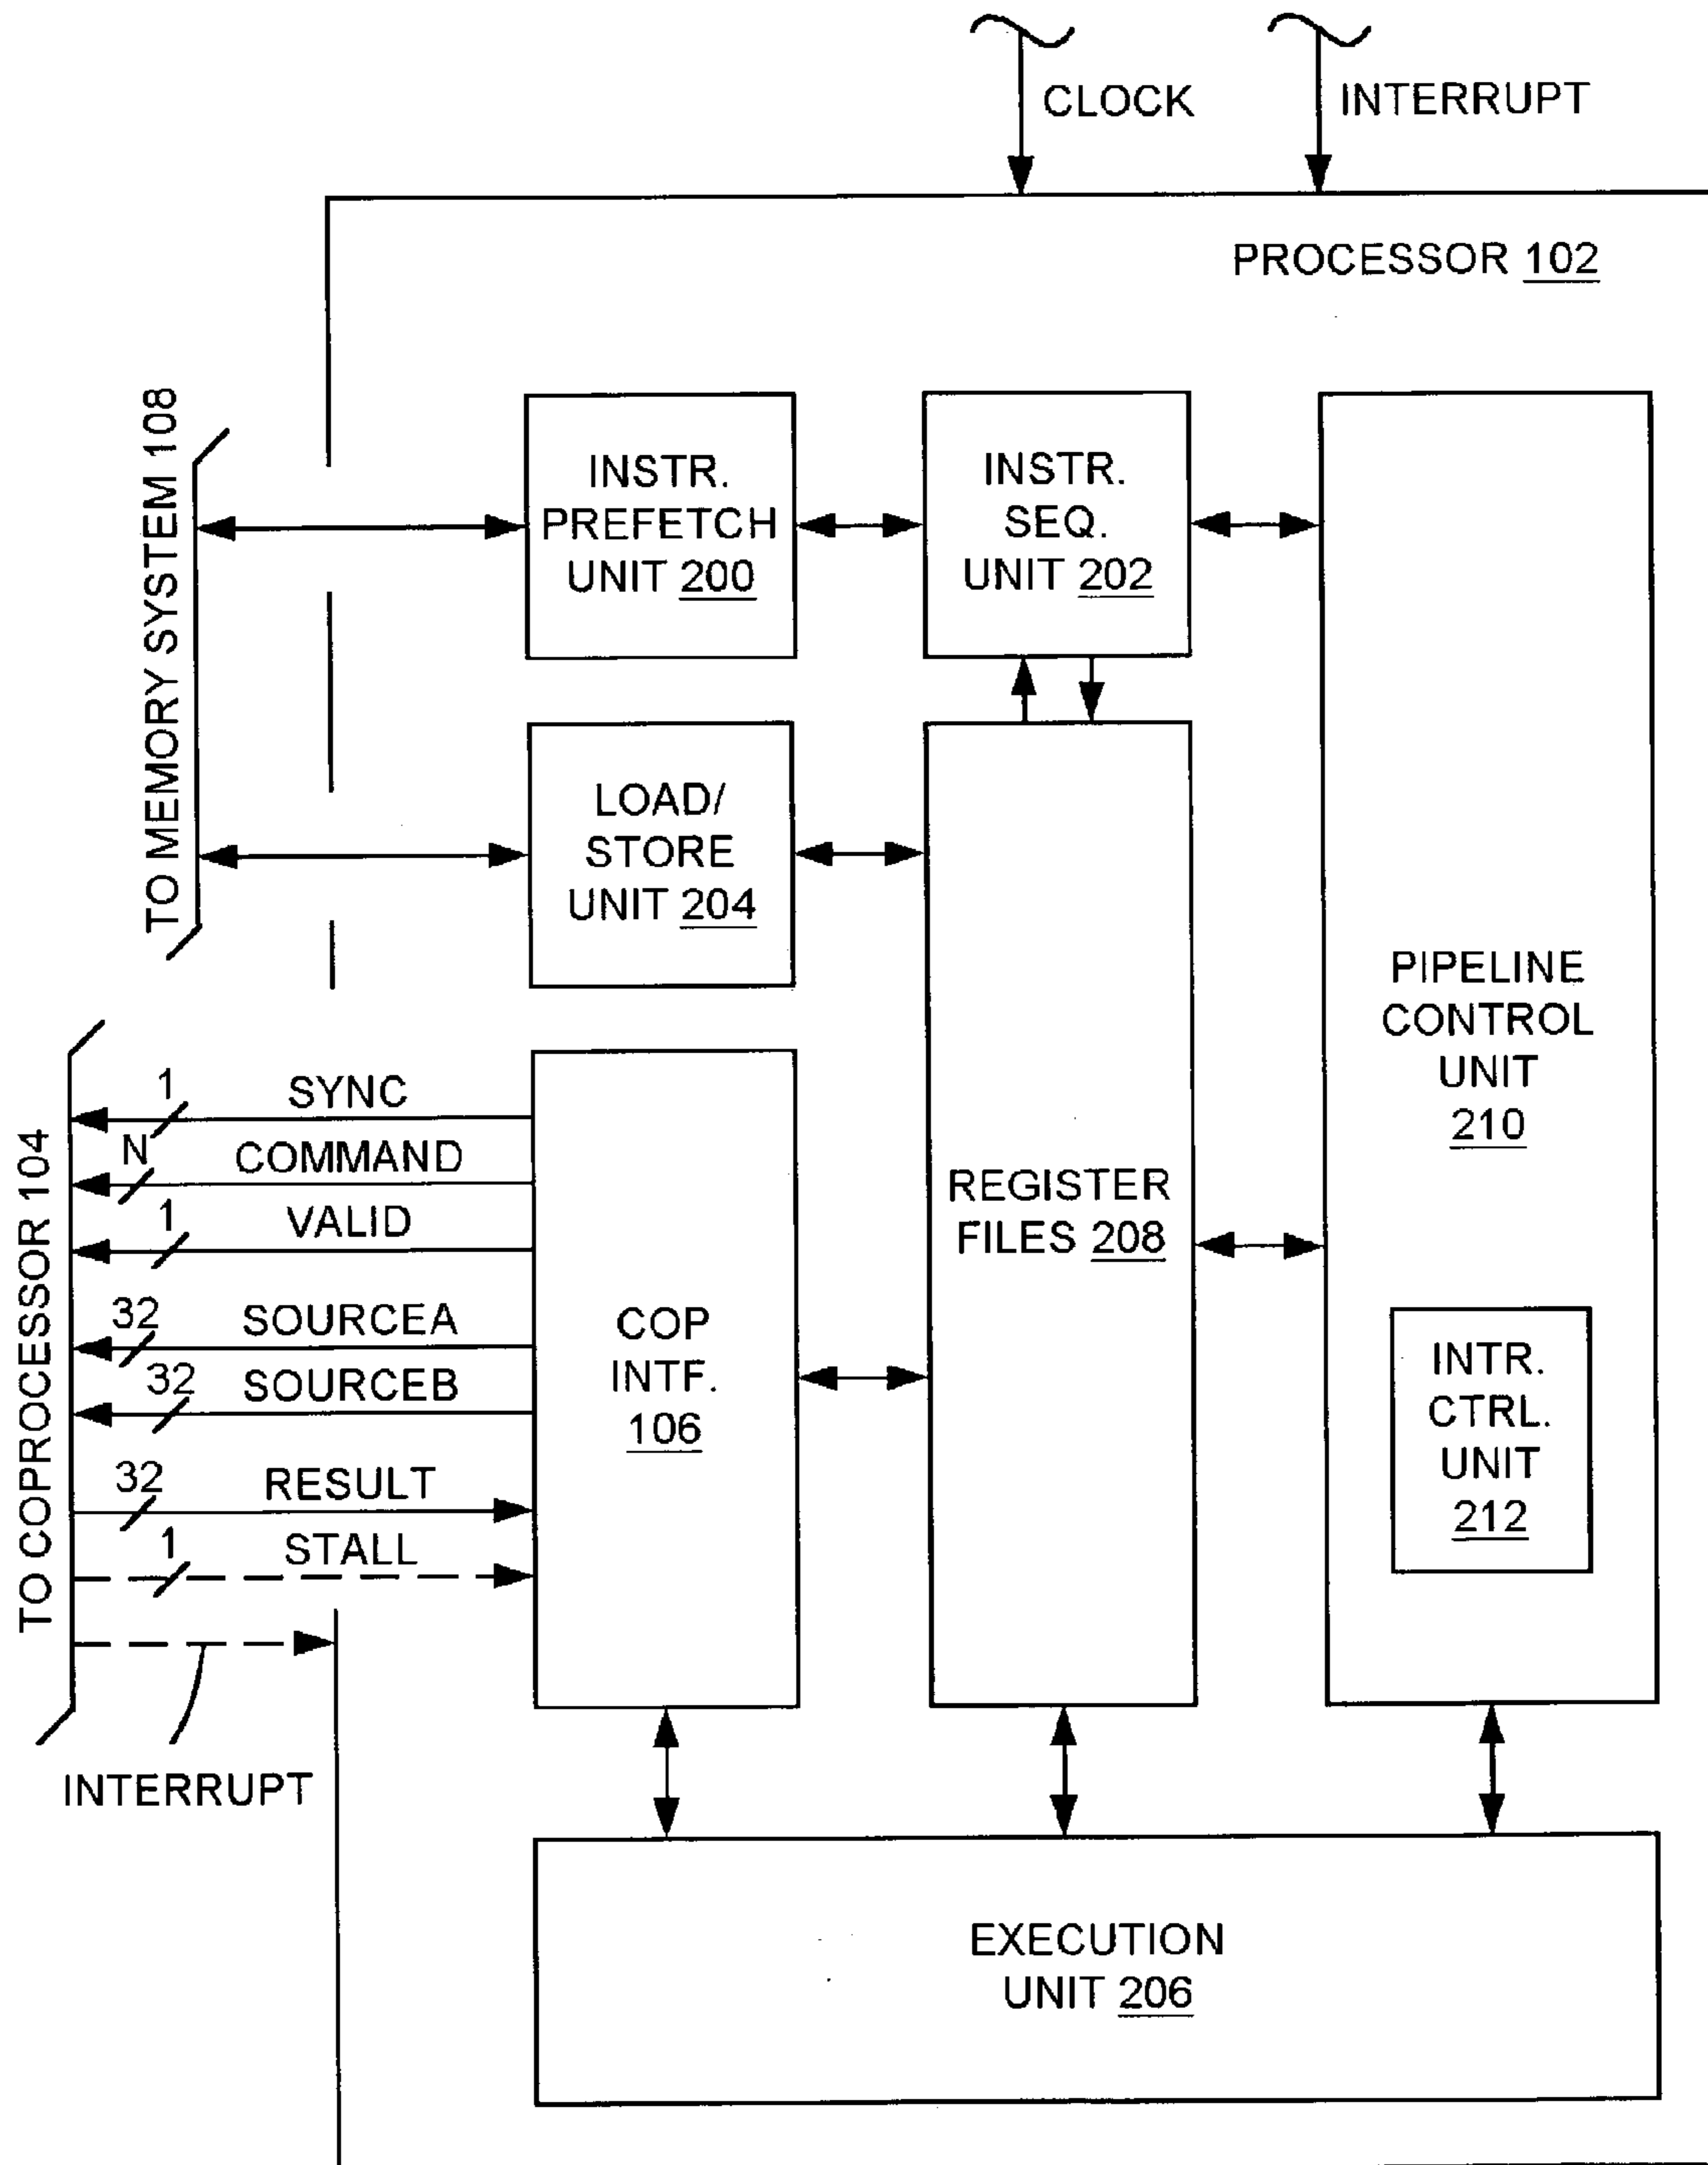 CLOCK
INTERRUPT
PROCESSOR 102
TO MEMORY SYSTEM 108
INSTR.
PREFETCH
UNIT 200
INSTR.
SEQ.
UNIT 202
LOAD/
STORE
UNIT 204
PIPELINE
CONTROL
UNIT
210
TO COPROCESSOR 104
1
SYNC
N
COMMAND
1
VALID
32
SOURCEA
32
SOURCEB
32
RESULT
1
STALL
INTERRUPT
COP
INTF.
106
REGISTER
FILES 208
INTR.
CTRL.
UNIT
212
EXECUTION
UNIT 206